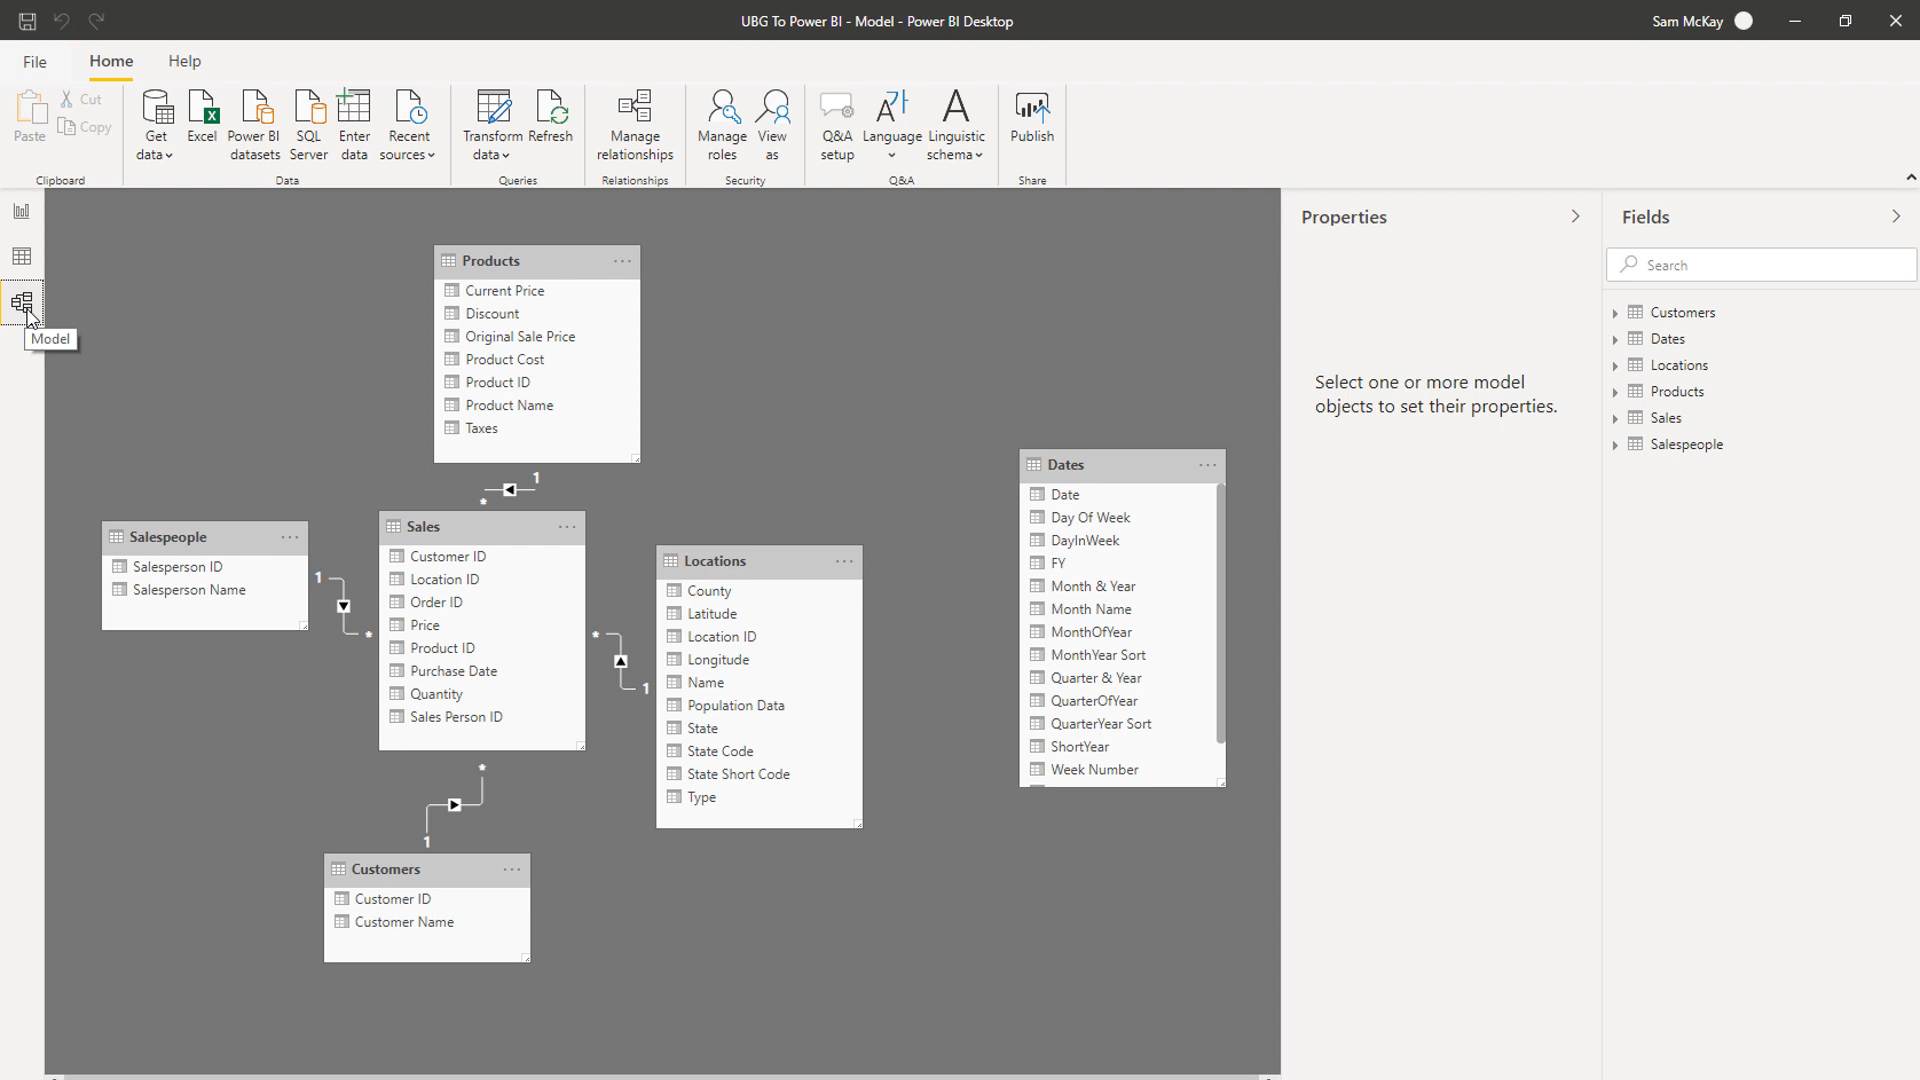 UBG To Power BI - Model - Power BI Desktop
Sam McKay
File
Home
Help
Paste
Cut
Copy
Clipboard
Get data
Excel
Power BI datasets
SQL Server
Enter data
Recent sources
Data
Transform data
Refresh
Queries
Manage relationships
Relationships
Manage roles
View as
Security
Q&A setup
Language
Linguistic schema
Q&A
Publish
Share
Model
Products
Current Price
Discount
Original Sale Price
Product Cost
Product ID
Product Name
Taxes
1
*
Salespeople
Salesperson ID
Salesperson Name
1
*
Sales
Customer ID
Location ID
Order ID
Price
Product ID
Purchase Date
Quantity
Sales Person ID
*
1
Locations
County
Latitude
Location ID
Longitude
Name
Population Data
State
State Code
State Short Code
Type
*
1
Customers
Customer ID
Customer Name
Dates
Date
Day Of Week
DayInWeek
FY
Month & Year
Month Name
MonthOfYear
MonthYear Sort
Quarter & Year
QuarterOfYear
QuarterYear Sort
ShortYear
Week Number
Properties
Select one or more model
objects to set their properties.
Fields
Search
Customers
Dates
Locations
Products
Sales
Salespeople